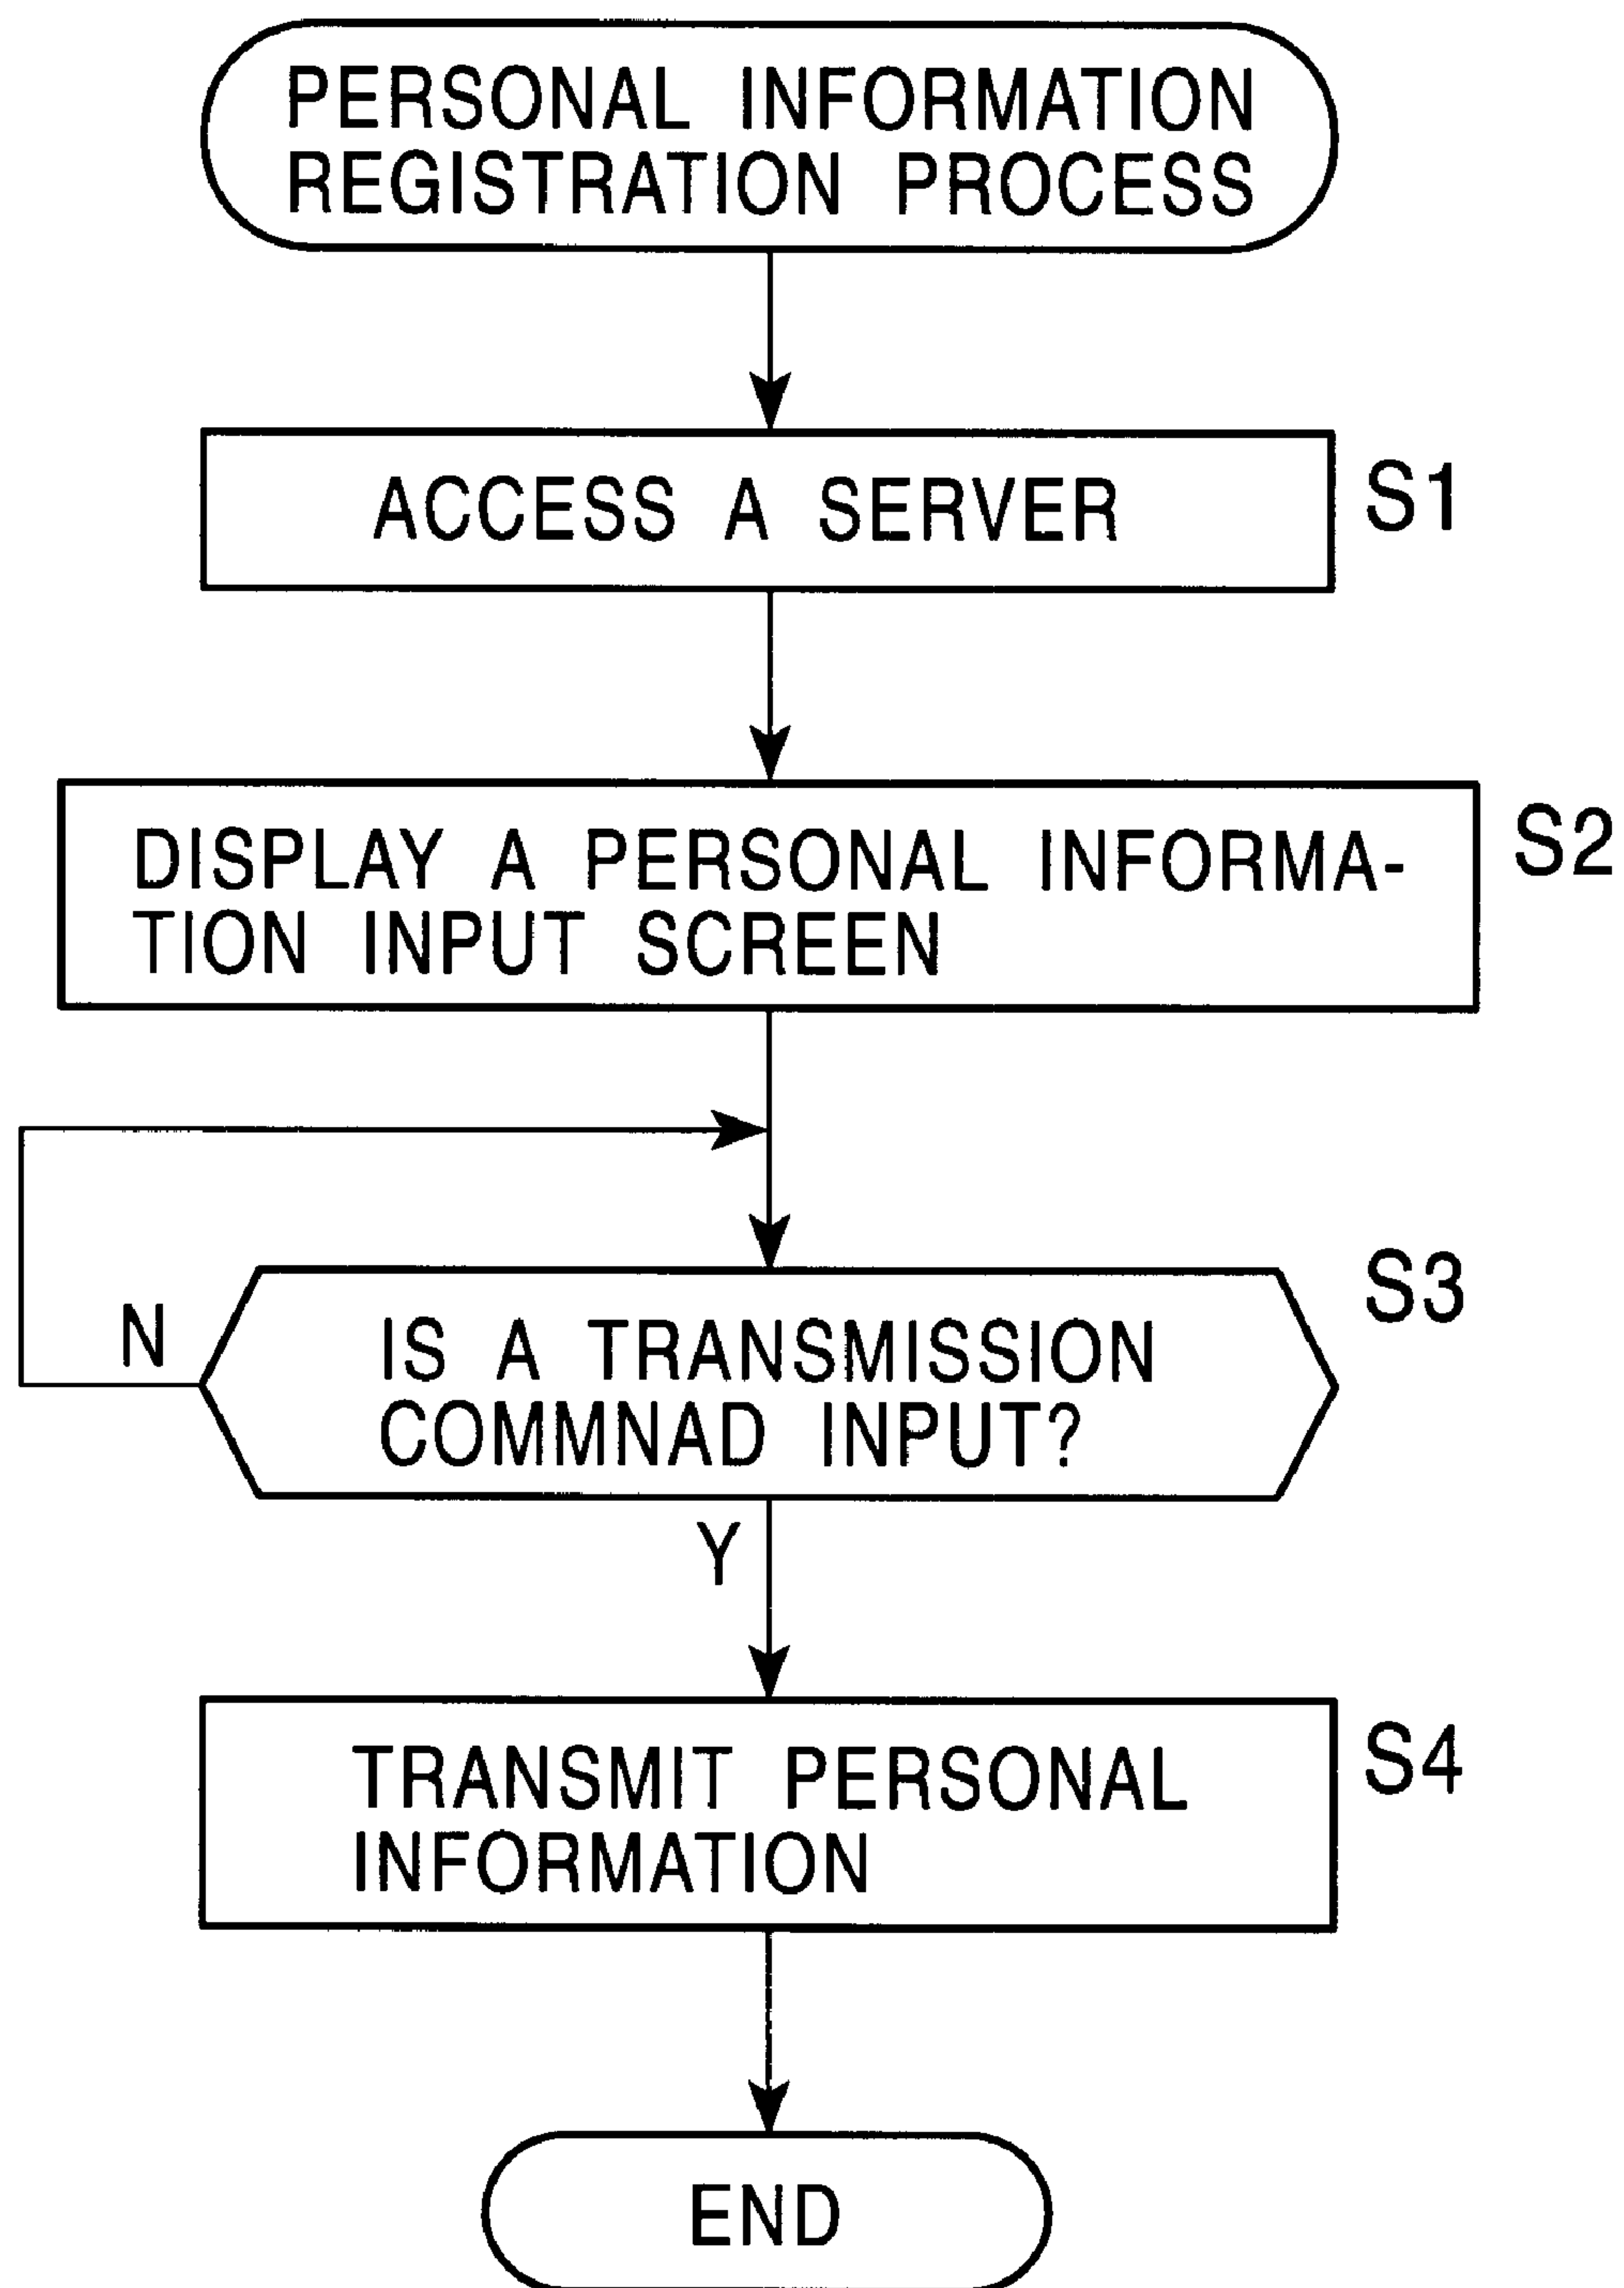 PERSONAL INFORMATION
REGISTRATION PROCESS
ACCESS A SERVER
S1
DISPLAY A PERSONAL INFORMA-
TION INPUT SCREEN
S2
N
IS A TRANSMISSION
COMMNAD INPUT?
S3
Y
TRANSMIT PERSONAL
INFORMATION
S4
END